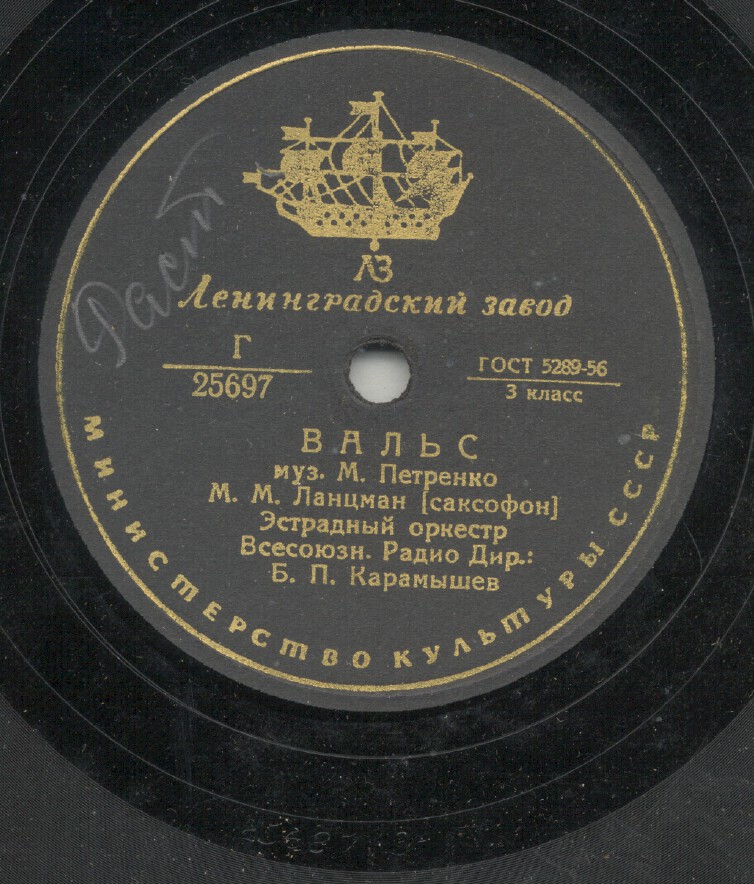 ЛЗ
Ленинградский завод
Г
25697
ГОСТ 5289-56
3 класс
ВАЛЬС
муз. М. Петренко
М. М. Ланцман [саксофон]
Эстрадный оркестр
Всесоюзн. Радио Дир.:
Б. П. Карамышев
МИНИСТЕРСТВО КУЛЬТУРЫ СССР